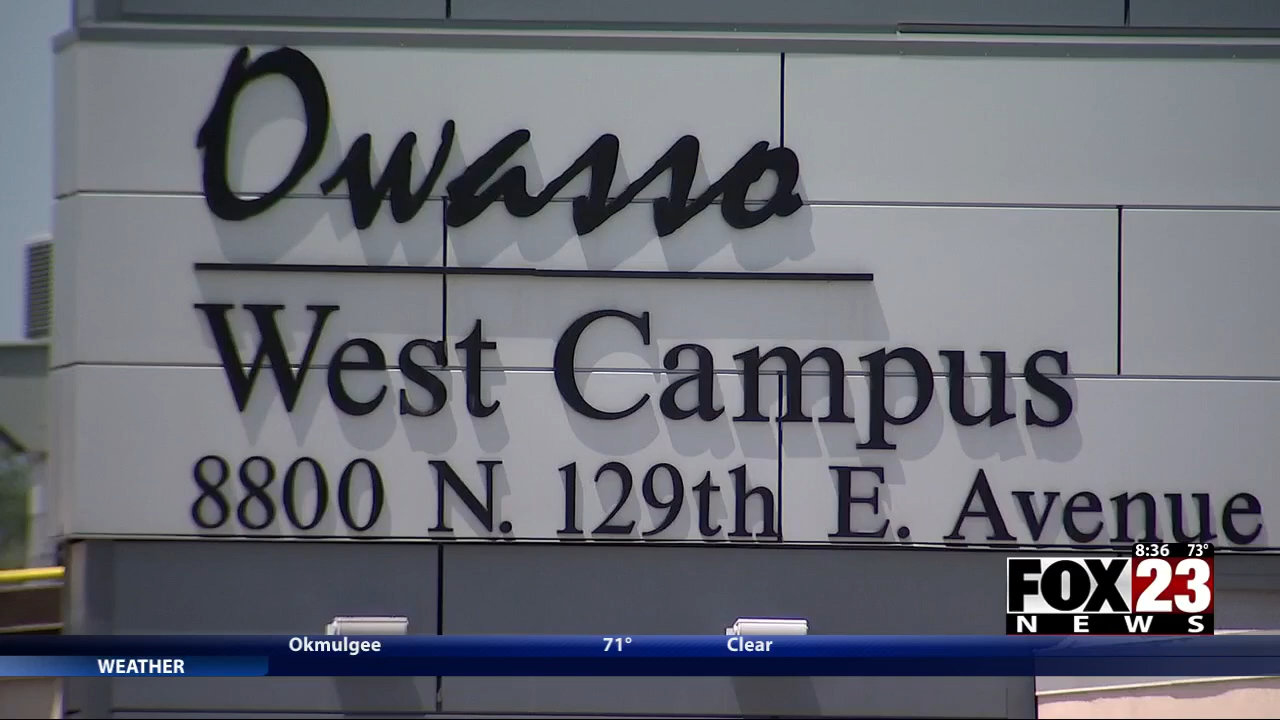 Owasso
West Campus
8800 N. 129th E. Avenue
8:36 73°
FOX 23
NEWS
Okmulgee 71° Clear
WEATHER